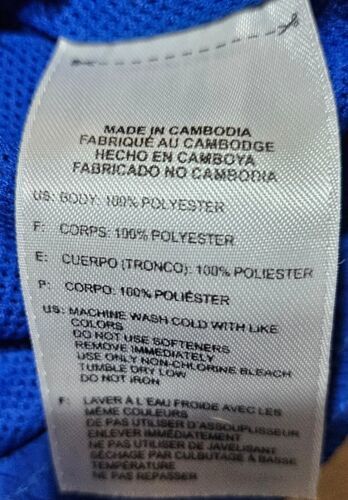 MADE IN CAMBODIA
FABRIQUÉ AU CAMBODGE
HECHO EN CAMBOYA
FABRICADO NO CAMBODIA
US: BODY: 100% POLYESTER
F: CORPS: 100% POLYESTER
E: CUERPO (TRONCO): 100% POLIESTER
P: CORPO: 100% POLIÉSTER
US: MACHINE WASH COLD WITH LIKE
COLORS
DO NOT USE SOFTENERS
REMOVE IMMEDIATELY
USE ONLY NON-CHLORINE BLEACH
TUMBLE DRY LOW
DO NOT IRON
F: LAVER À L'EAU FROIDE AVEC LES
MÊME COULEURS
NE PAS UTILISER D'ASSOUPLISSEUR
ENLEVER IMMÉDIATEMENT
NE PAS UTILISER DE JAVELISANT
SÉCHAGE PAR CULBUTAGE À BASSE
TEMPÉRATURE
NE PAS REPASSER